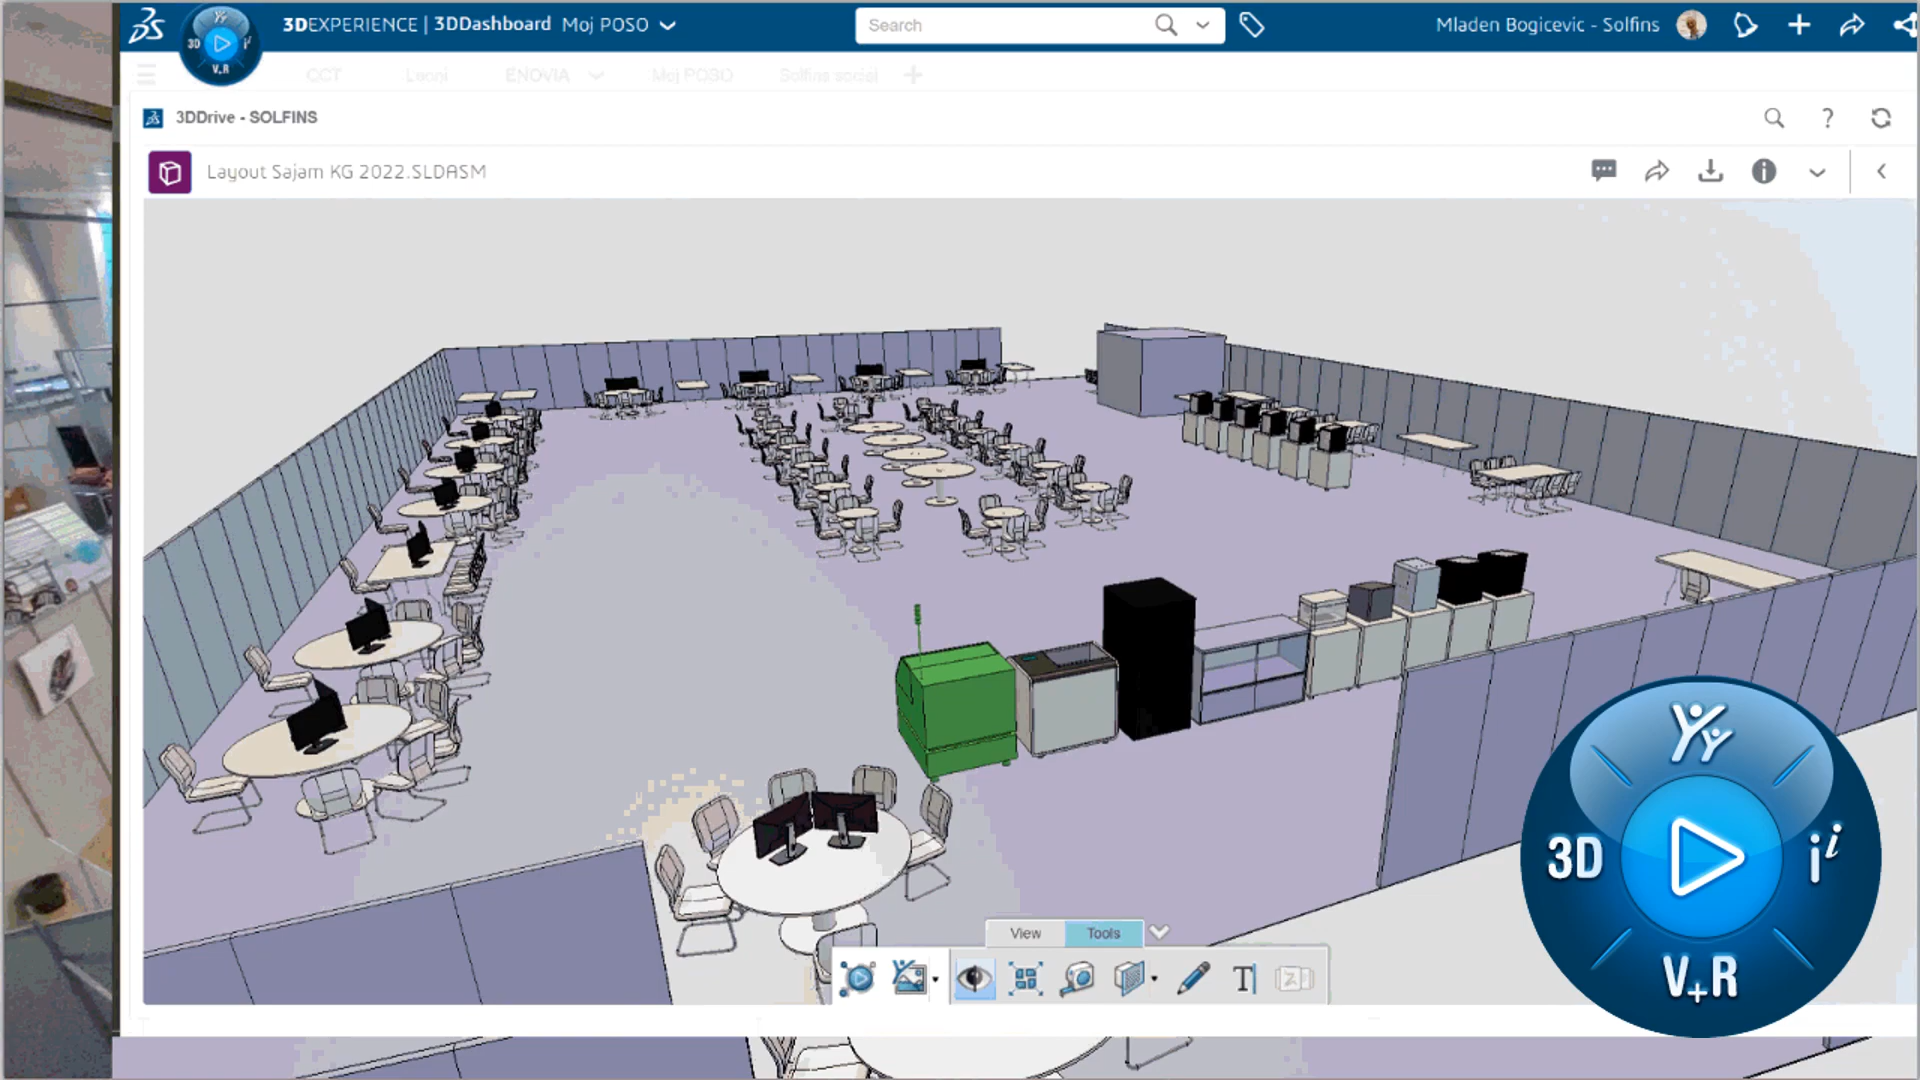 3DEXPERIENCE | 3DDashboard Moj POSO
Search
Mladen Bogicevic - Solfins
3D
i
V.R
CCT
Leoni
ENOVIA
Moj POSO
Solfins social
3DDrive - SOLFINS
?
Layout Sajam KG 2022.SLDASM
3D
i
V+R
View
Tools